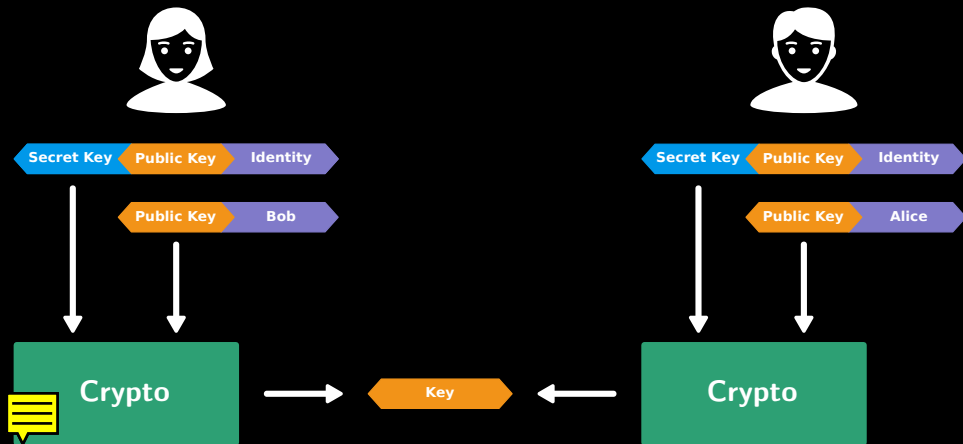 Secret Key Public Key Identity
Public Key Bob
Crypto
Key
Secret Key Public Key Identity
Public Key Alice
Crypto